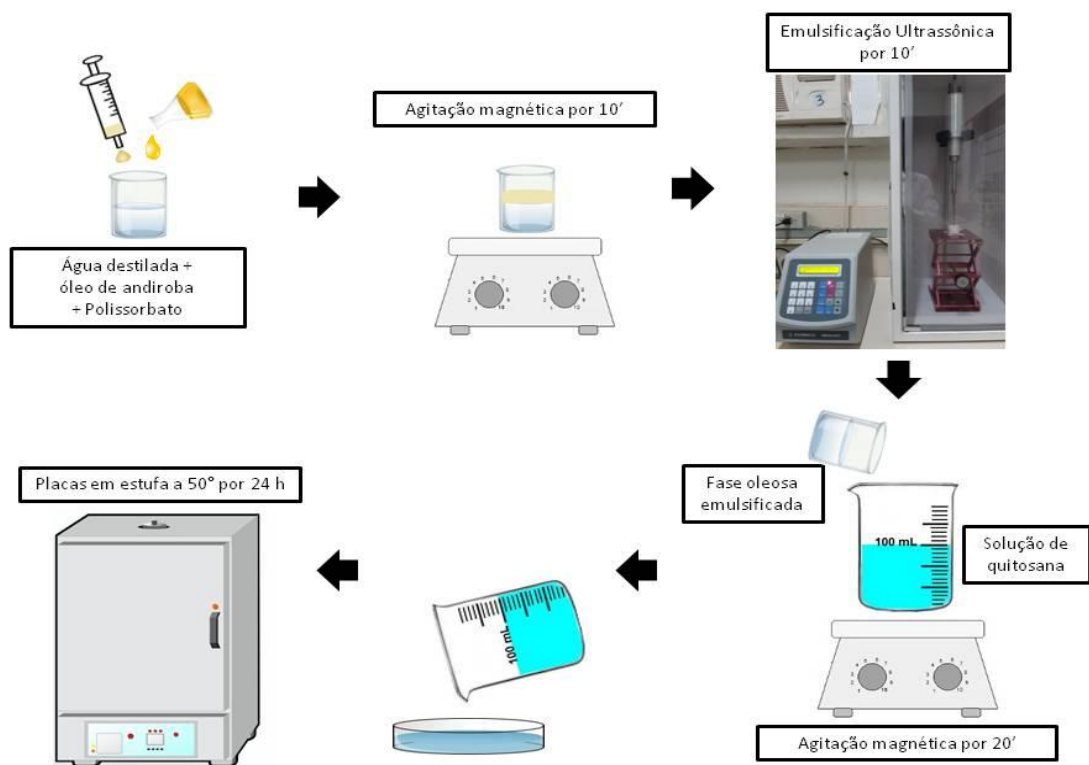 Água destilada +
óleo de andiroba
+ Polissorbato
Agitação magnética por 10′
Emulsificação Ultrassônica
por 10′
3
Fase oleosa
emulsificada
100 mL
Solução de
quitosana
Agitação magnética por 20′
100 mL
Placas em estufa a 50° por 24 h